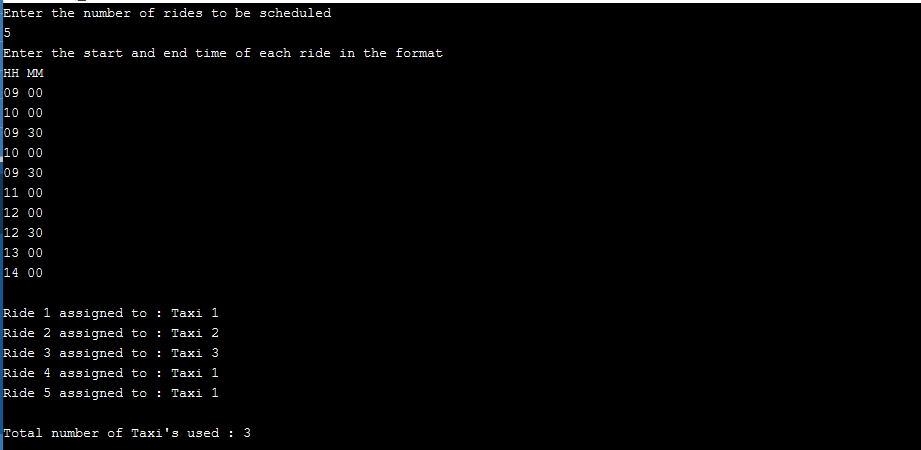 Enter the number of rides to be scheduled
5
Enter the start and end time of each ride in the format
HH MM
09 00
10 00
09 30
10 00
09 30
11 00
12 00
12 30
13 00
14 00
Ride 1 assigned to : Taxi 1
Ride 2 assigned to : Taxi 2
Ride 3 assigned to : Taxi 3
Ride 4 assigned to : Taxi 1
Ride 5 assigned to : Taxi 1
Total number of Taxi's used : 3